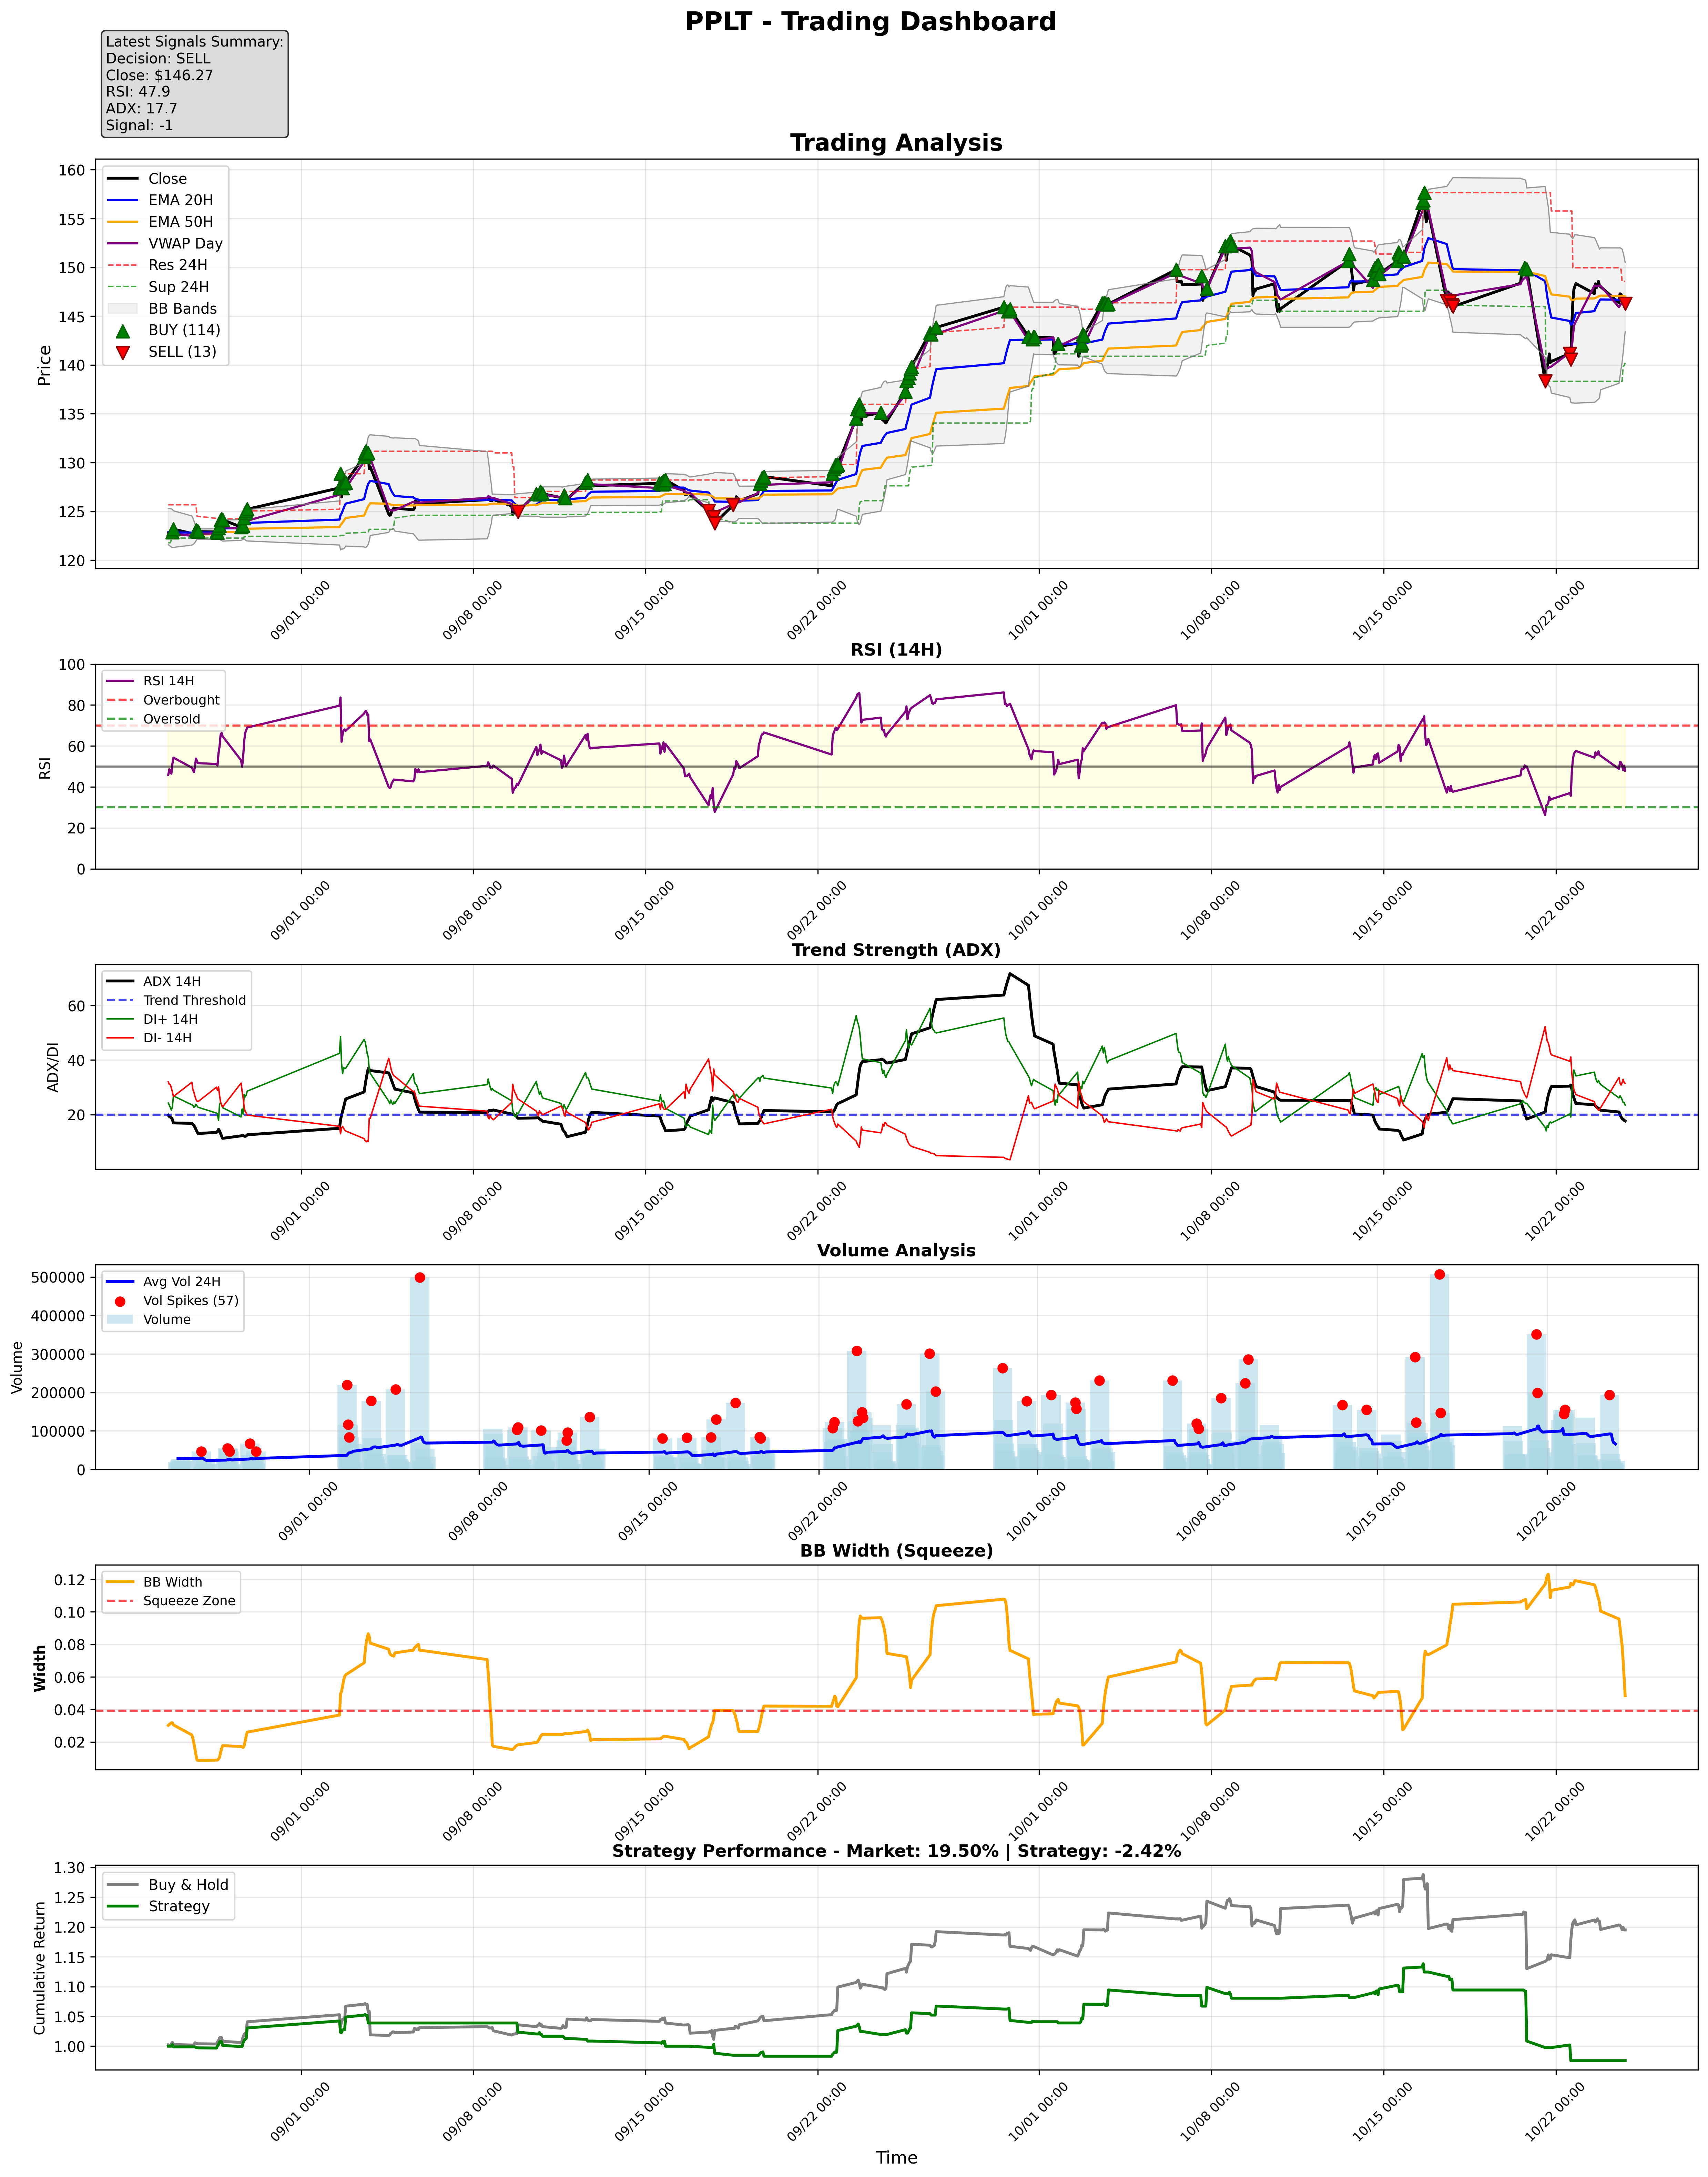 PPLT - Trading Dashboard
Latest Signals Summary:
Decision: SELL
Close: $146.27
RSI: 47.9
ADX: 17.7
Signal: -1
Trading Analysis
Close
EMA 20H
EMA 50H
VWAP Day
Res 24H
Sup 24H
BB Bands
BUY (114)
SELL (13)
Price
160
155
150
145
140
135
130
125
120
09/01 00:00
09/08 00:00
09/15 00:00
09/22 00:00
10/01 00:00
10/08 00:00
10/15 00:00
10/22 00:00
RSI (14H)
RSI 14H
Overbought
Oversold
RSI
100
80
60
40
20
0
09/01 00:00
09/08 00:00
09/15 00:00
09/22 00:00
10/01 00:00
10/08 00:00
10/15 00:00
10/22 00:00
Trend Strength (ADX)
ADX 14H
Trend Threshold
DI+ 14H
DI- 14H
ADX/DI
60
40
20
09/01 00:00
09/08 00:00
09/15 00:00
09/22 00:00
10/01 00:00
10/08 00:00
10/15 00:00
10/22 00:00
Volume Analysis
Avg Vol 24H
Vol Spikes (57)
Volume
Volume
500000
400000
300000
200000
100000
0
09/01 00:00
09/08 00:00
09/15 00:00
09/22 00:00
10/01 00:00
10/08 00:00
10/15 00:00
10/22 00:00
BB Width (Squeeze)
BB Width
Squeeze Zone
Width
0.12
0.10
0.08
0.06
0.04
0.02
09/01 00:00
09/08 00:00
09/15 00:00
09/22 00:00
10/01 00:00
10/08 00:00
10/15 00:00
10/22 00:00
Strategy Performance - Market: 19.50% | Strategy: -2.42%
Buy & Hold
Strategy
Cumulative Return
1.30
1.25
1.20
1.15
1.10
1.05
1.00
09/01 00:00
09/08 00:00
09/15 00:00
09/22 00:00
10/01 00:00
10/08 00:00
10/15 00:00
10/22 00:00
Time